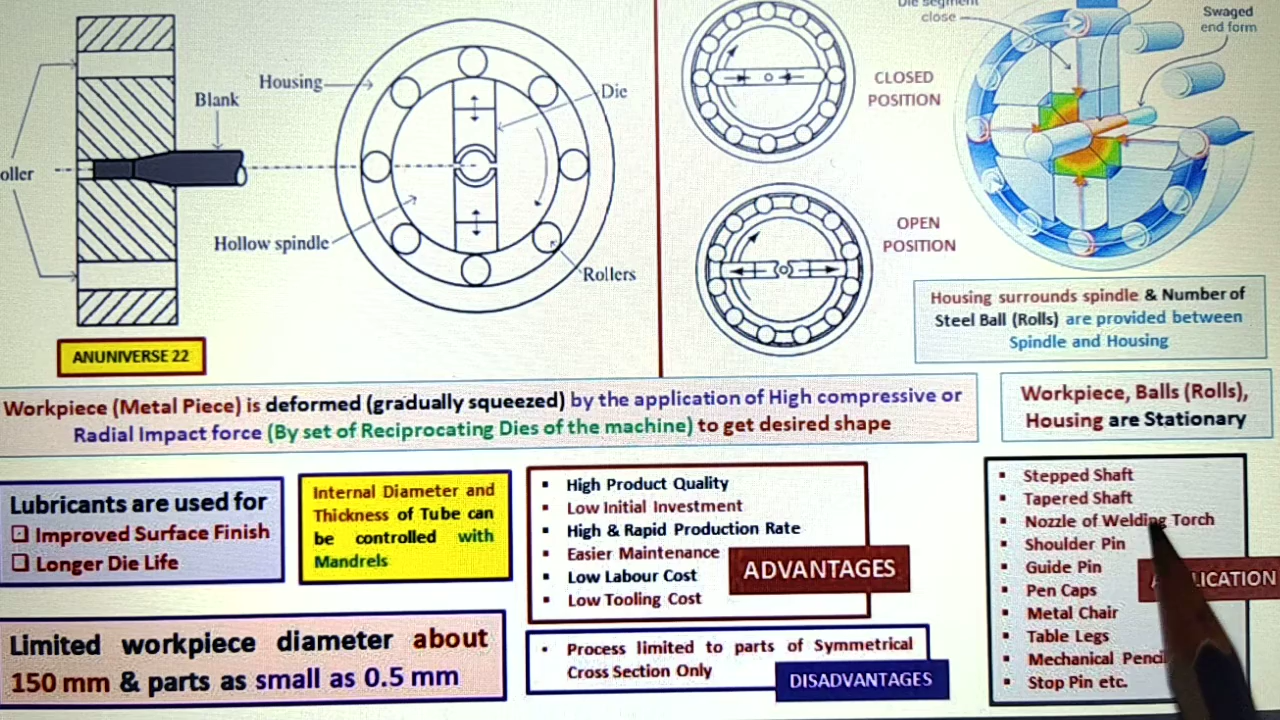 Housing
Blank
Die
oller
Hollow spindle
Rollers
ANUNIVERSE 22
Die segment
close
Swaged
end form
CLOSED
POSITION
OPEN
POSITION
Housing surrounds spindle & Number of
Steel Ball (Rolls) are provided between
Spindle and Housing
Workpiece (Metal Piece) is deformed (gradually squeezed) by the application of High compressive or
Radial Impact force (By set of Reciprocating Dies of the machine) to get desired shape
Workpiece, Balls (Rolls),
Housing are Stationary
Lubricants are used for
Improved Surface Finish
Longer Die Life
Internal Diameter and
Thickness of Tube can
be controlled with
Mandrels
Limited workpiece diameter about
150 mm & parts as small as 0.5 mm
High Product Quality
Low Initial Investment
High & Rapid Production Rate
Easier Maintenance
Low Labour Cost
Low Tooling Cost
ADVANTAGES
Process limited to parts of Symmetrical
Cross Section Only
DISADVANTAGES
Stepped Shaft
Tapered Shaft
Nozzle of Welding Torch
Shoulder Pin
Guide Pin
Pen Caps
Metal Chair
Table Legs
Mechanical Pencil
Stop Pin etc.